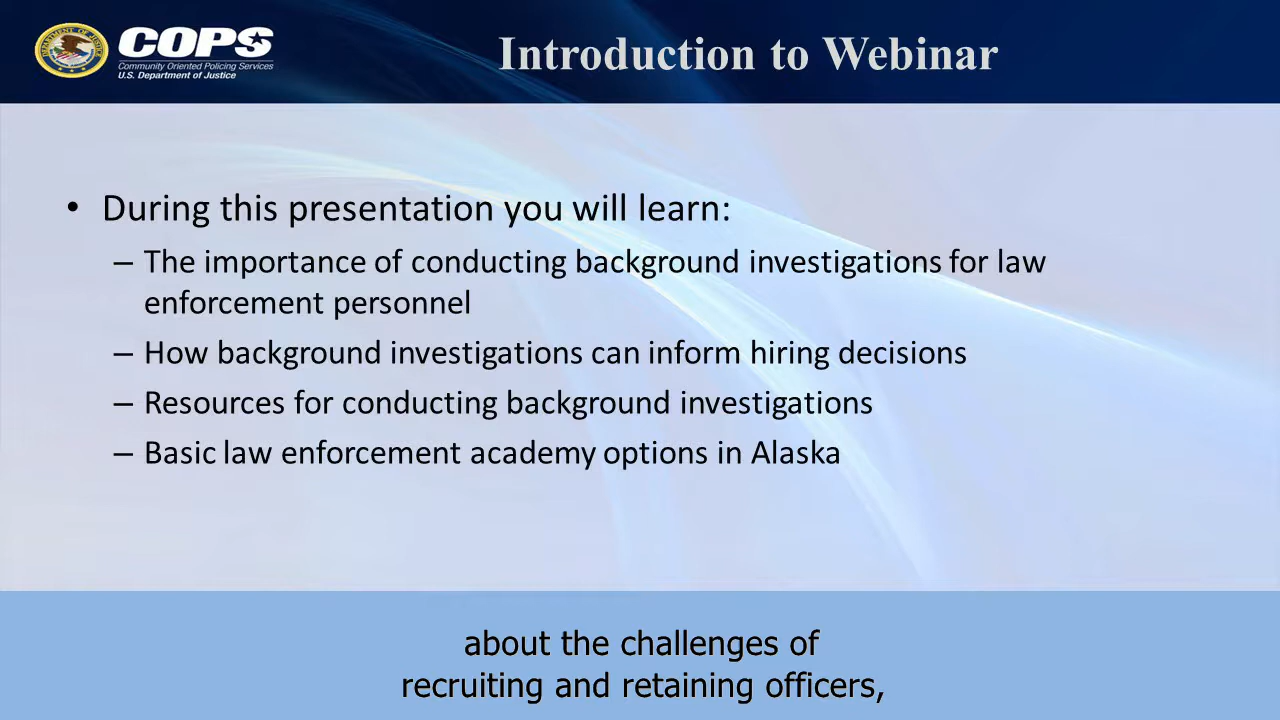 COPS
Community Oriented Policing Services
U.S. Department of Justice
Introduction to Webinar
• During this presentation you will learn:
– The importance of conducting background investigations for law
enforcement personnel
– How background investigations can inform hiring decisions
– Resources for conducting background investigations
– Basic law enforcement academy options in Alaska
about the challenges of
recruiting and retaining officers,